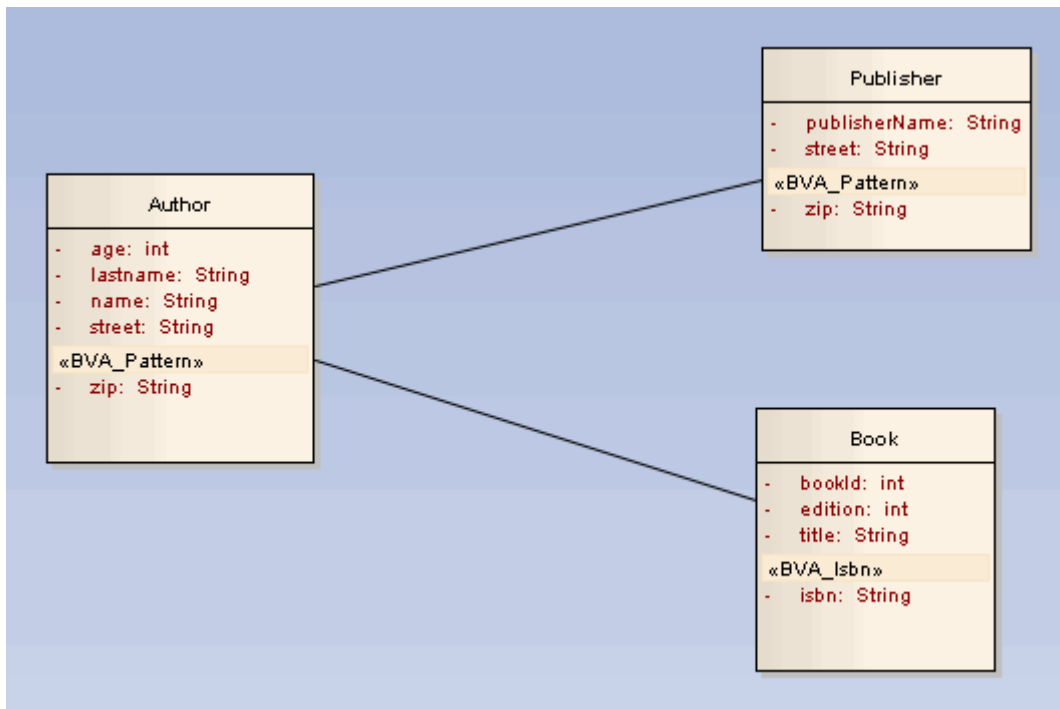 Author
- age: int
- lastname: String
- name: String
- street: String
«BVA_Pattern»
- zip: String
Publisher
- publisherName: String
- street: String
«BVA_Pattern»
- zip: String
Book
- bookId: int
- edition: int
- title: String
«BVA_Isbn»
- isbn: String